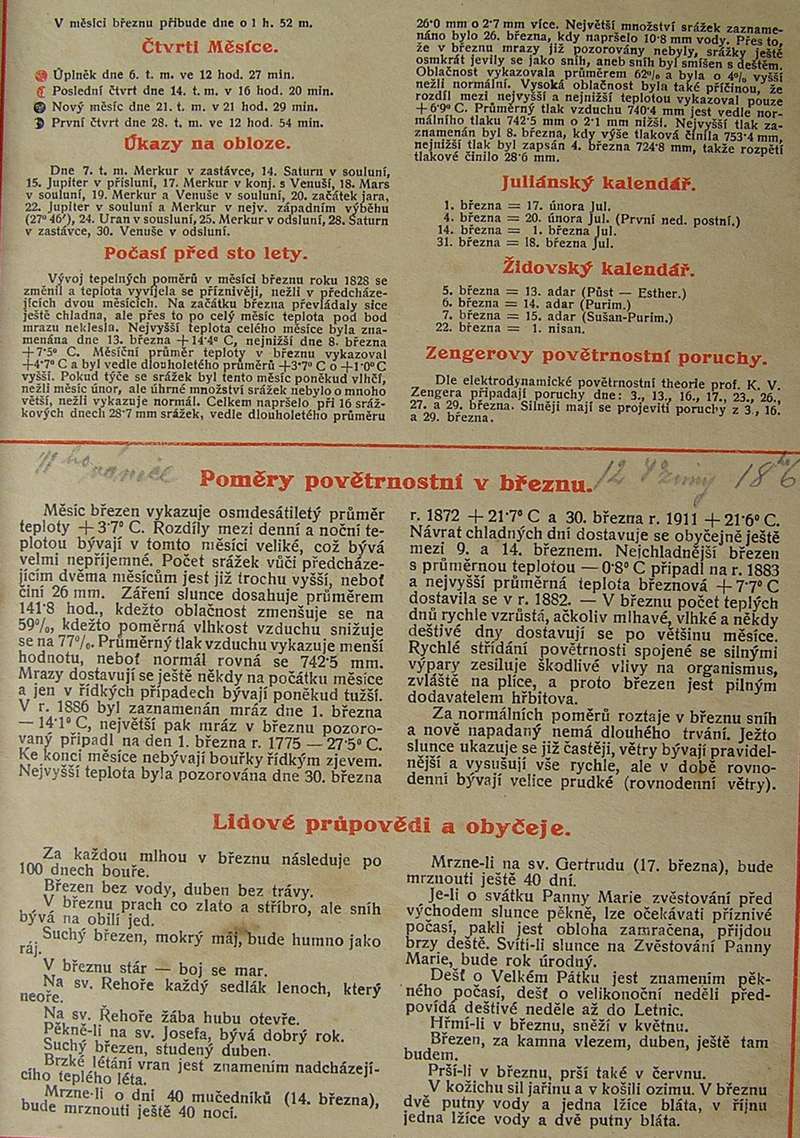 V měsíci březnu přibude dne o 1 h. 52 m.
Čtvrti Měsíce.
Úplněk dne 6. t. m. ve 12 hod. 27 min.
Poslední čtvrt dne 14. t. m. v 16 hod. 20 min.
Nový měsíc dne 21. t. m. v 21 hod. 29 min.
První čtvrt dne 28. t. m. ve 12 hod. 54 min.
Úkazy na obloze.
Dne 7. t. m. Merkur v zastávce, 14. Saturn v souluní,
15. Jupiter v přísluní, 17. Merkur v konj. s Venuší, 18. Mars
v souluní, 19. Merkur a Venuše v souluní, 20. začátek jara,
22. Jupiter v souluní a Merkur v nejv. západním výběhu
(27° 46'), 24. Uran v sousluní, 25. Merkur v odsluní, 28. Saturn
v zastávce, 30. Venuše v odsluní.
Počasí před sto lety.
Vývoj tepelných poměrů v měsíci březnu roku 1828 se
změnil a teplota vyvíjela se příznivěji, nežli v předcháze-
jících dvou měsících. Na začátku března převládaly sice
ještě chladna, ale přes to po celý měsíc teplota pod bod
mrazu neklesla. Nejvyšší teplota celého měsíce byla zna-
menána dne 13. března +14·4° C, nejnižší dne 8. března
+7·5° C. Měsíční průměr teploty v březnu vykazoval
+4·7° C a byl vedle dlouholetého průměrů +3·7° C o +1·0° C
vyšší. Pokud týče se srážek byl tento měsíc poněkud vlhčí,
nežli měsíc únor, ale úhrné množství srážek nebylo o mnoho
větší, nežli vykazuje normál. Celkem napršelo při 16 sráž-
kových dnech 28·7 mm srážek, vedle dlouholetého průměru
26·0 mm o 2·7 mm více. Největší množství srážek zazname-
náno bylo 26. března, kdy napršelo 10·8 mm vody. Přes to,
že v březnu mrazy již pozorovány nebyly, srážky ještě
osmkrát jevily se jako sníh, aneb sníh byl smíšen s deštěm.
Oblačnost vykazovala průměrem 62% a byla o 4% vyšší
nežli normální. Vysoká oblačnost byla také příčinou, že
rozdíl mezi nejvyšší a nejnižší teplotou vykazoval pouze
+6·9° C. Průměrný tlak vzduchu 740·4 mm jest vedle nor-
málního tlaku 742·5 mm o 2·1 mm nižší. Nejvyšší tlak za-
znamenán byl 8. března, kdy výše tlaková činila 753·4 mm,
nejnižší tlak byl zapsán 4. března 724·8 mm, takže rozpětí
tlakové činilo 28·6 mm.
Juliánský kalendář.
1. března = 17. února Jul.
4. března = 20. února Jul. (První ned. postní.)
14. března = 1. března Jul.
31. března = 18. března Jul.
Židovský kalendář.
5. března = 13. adar (Půst — Esther.)
6. března = 14. adar (Purim.)
7. března = 15. adar (Sušan-Purim.)
22. března = 1. nisan.
Zengerovy povětrnostní poruchy.
Dle elektrodynamické povětrnostní theorie prof. K. V.
Zengera připadají poruchy dne: 3., 13., 16., 17., 23., 26.,
27. a 29. března. Silněji mají se projeviti poruchy z 3., 16.
a 29. března.
Poměry povětrnostní v březnu.
Měsíc březen vykazuje osmdesátiletý průměr
teploty +3·7° C. Rozdíly mezi denní a noční te-
plotou bývají v tomto měsíci veliké, což bývá
velmi nepříjemné. Počet srážek vůči předcháze-
jícím dvěma měsícům jest již trochu vyšší, neboť
činí 26 mm. Záření slunce dosahuje průměrem
141·8 hod., kdežto oblačnost zmenšuje se na
59%, kdežto poměrná vlhkost vzduchu snižuje
se na 77%. Průměrný tlak vzduchu vykazuje menší
hodnotu, neboť normál rovná se 742·5 mm.
Mrazy dostavují se ještě někdy na počátku měsíce
a jen v řídkých případech bývají poněkud tužší.
V r. 1886 byl zaznamenán mráz dne 1. března
— 14·1° C, největší pak mráz v březnu pozoro-
vaný připadl na den 1. března r. 1775 — 27·5° C.
Ke konci měsíce nebývají bouřky řídkým zjevem.
Nejvyšší teplota byla pozorována dne 30. března
r. 1872 +21·7° C a 30. března r. 1911 +21·6° C.
Návrat chladných dní dostavuje se obyčejně ještě
mezi 9. a 14. březnem. Nejchladnější březen
s průměrnou teplotou —0·8° C připadl na r. 1883
a nejvyšší průměrná teplota březnová +7·7° C
dostavila se v r. 1882. — V březnu počet teplých
dnů rychle vzrůstá, ačkoliv mlhavé, vlhké a někdy
deštivé dny dostavují se po většinu měsíce.
Rychlé střídání povětrnosti spojené se silnými
výpary zesiluje škodlivé vlivy na organismus,
zvláště na plíce, a proto březen jest pilným
dodavatelem hřbitova.
Za normálních poměrů roztaje v březnu sníh
a nově napadaný nemá dlouhého trvání. Ježto
slunce ukazuje se již častěji, větry bývají pravidel-
nější a vysušují vše rychle, ale v době rovno-
denní bývají velice prudké (rovnodenní větry).
Lidové průpovědi a obyčeje.
Za každou mlhou v březnu následuje po
100 dnech bouře.
Březen bez vody, duben bez trávy.
V březnu prach co zlato a stříbro, ale sníh
bývá na obilí jed.
Suchý březen, mokrý máj, bude humno jako
ráj.
V březnu stár — boj se mar.
Na sv. Řehoře každý sedlák lenoch, který
neoře.
Na sv. Řehoře žába hubu otevře.
Pěkně-li na sv. Josefa, bývá dobrý rok.
Suchý březen, studený duben.
Brzké létání vran jest znamením nadcházejí-
cího teplého léta.
Mrzne-li o dni 40 mučedníků (14. března),
bude mrznouti ještě 40 nocí.
Mrzne-li na sv. Gertrudu (17. března), bude
mrznouti ještě 40 dní.
Je-li o svátku Panny Marie zvěstování před
východem slunce pěkně, lze očekávati příznivé
počasí, pakli jest obloha zamračena, přijdou
brzy deště. Svítí-li slunce na Zvěstování Panny
Marie, bude rok úrodný.
Dešť o Velkém Pátku jest znamením pěk-
ného počasí, dešť o velikonoční neděli před-
povídá deštivé neděle až do Letnic.
Hřmí-li v březnu, sněží v květnu.
Březen, za kamna vlezem, duben, ještě tam
budem.
Prší-li v březnu, prší také v červnu.
V kožichu sil jařinu a v košili ozimu. V březnu
dvě putny vody a jedna lžíce bláta, v říjnu
jedna lžíce vody a dvě putny bláta.